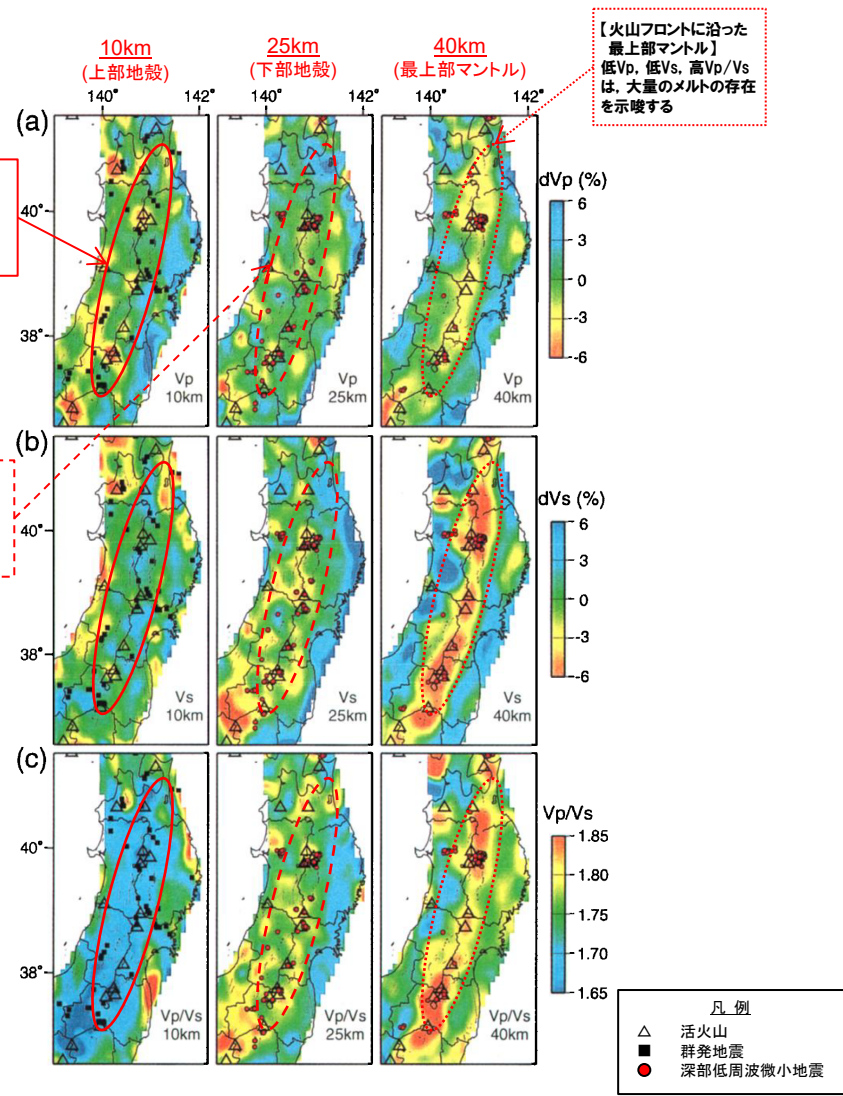 【火山フロントに沿った
最上部マントル】
低Vp, 低Vs, 高Vp/Vs
は, 大量のメルトの存在
を示唆する
10km
(上部地殻)
25km
(下部地殻)
40km
(最上部マントル)
140° 142°
140° 142°
140° 142°
(a)
40°
38°
Vp
10km
Vp
25km
Vp
40km
dVp (%)
6
3
0
-3
-6
(b)
40°
38°
Vs
10km
Vs
25km
Vs
40km
dVs (%)
6
3
0
-3
-6
(c)
40°
38°
Vp/Vs
10km
Vp/Vs
25km
Vp/Vs
40km
Vp/Vs
1.85
1.80
1.75
1.70
1.65
凡 例
活火山
群発地震
深部低周波微小地震